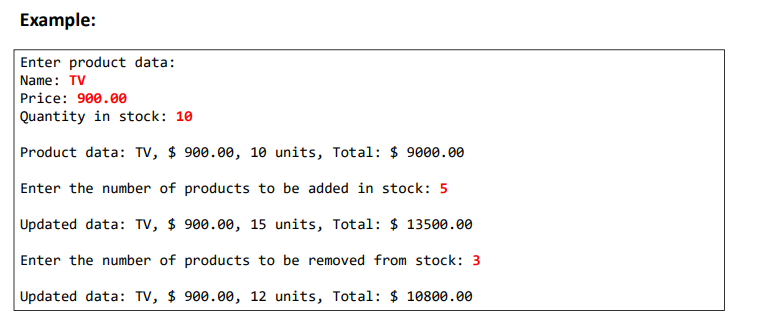 Example:
Enter product data:
Name: TV
Price: 900.00
Quantity in stock: 10
Product data: TV, $ 900.00, 10 units, Total: $ 9000.00
Enter the number of products to be added in stock: 5
Updated data: TV, $ 900.00, 15 units, Total: $ 13500.00
Enter the number of products to be removed from stock: 3
Updated data: TV, $ 900.00, 12 units, Total: $ 10800.00